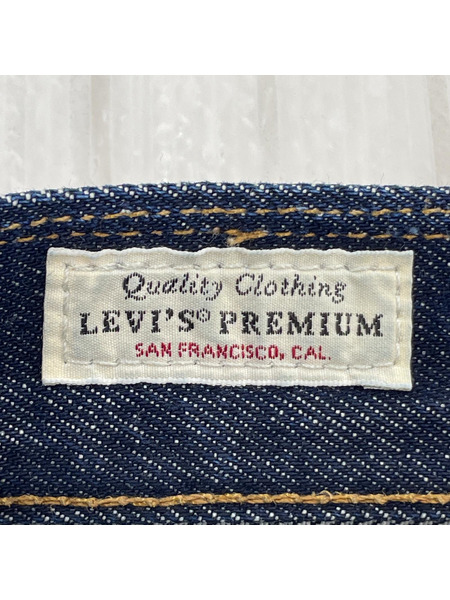 Quality Clothing
LEVI'S® PREMIUM
SAN FRANCISCO, CAL.